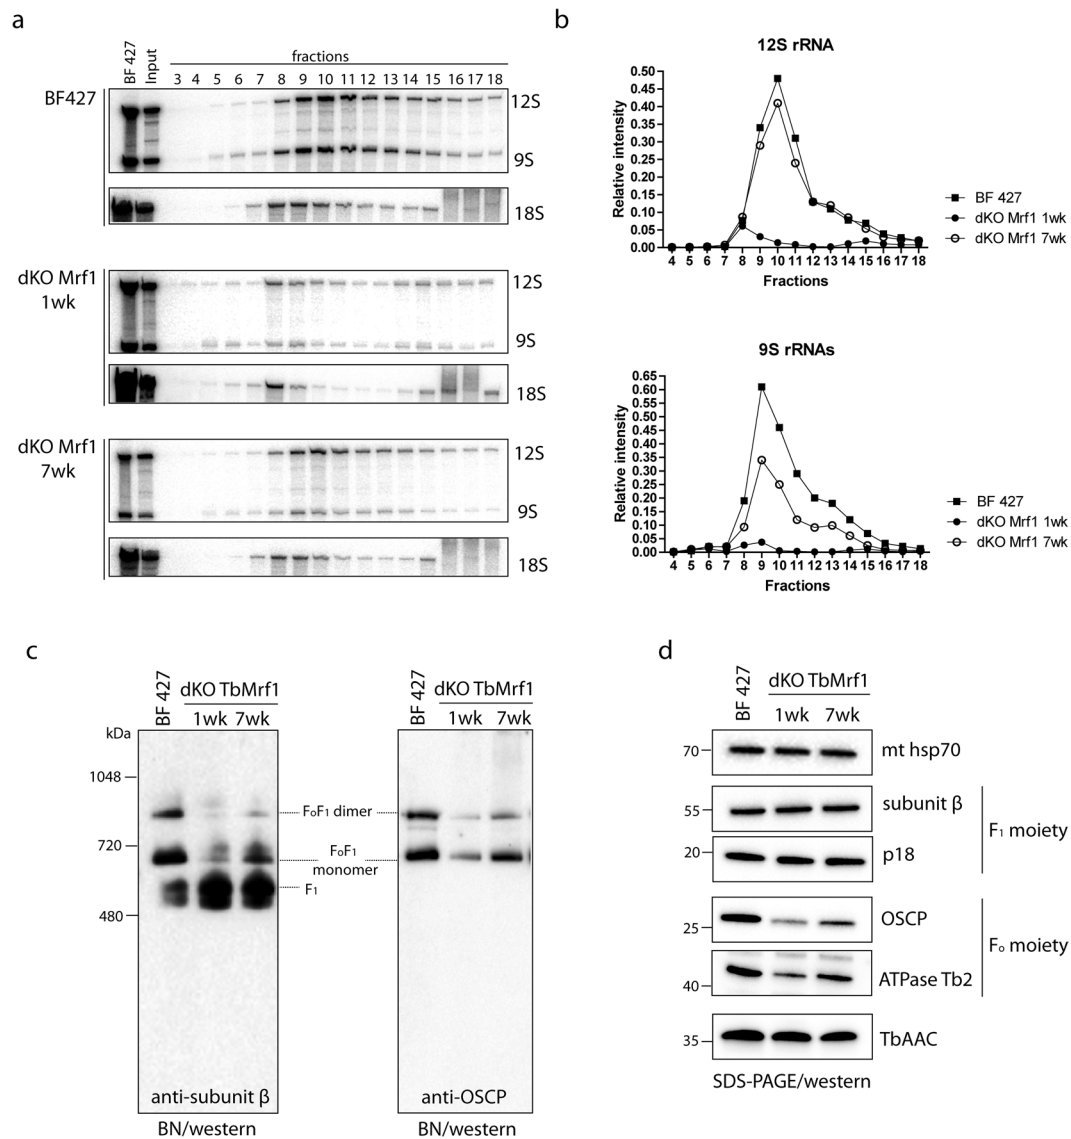 a
BF 427
Input
fractions
3 4 5 6 7 8 9 10 11 12 13 14 15 16 17 18
BF427
12S
9S
18S
dKO Mrf1
1wk
12S
9S
18S
dKO Mrf1
7wk
12S
9S
18S
b
12S rRNA
Relative intensity
0.50
0.45
0.40
0.35
0.30
0.25
0.20
0.15
0.10
0.05
0.00
4 5 6 7 8 9 10 11 12 13 14 15 16 17 18
Fractions
BF 427
dKO Mrf1 1wk
dKO Mrf1 7wk
9S rRNAs
Relative intensity
0.65
0.60
0.55
0.50
0.45
0.40
0.35
0.30
0.25
0.20
0.15
0.10
0.05
0.00
4 5 6 7 8 9 10 11 12 13 14 15 16 17 18
Fractions
BF 427
dKO Mrf1 1wk
dKO Mrf1 7wk
c
BF 427
dKO TbMrf1
1wk 7wk
kDa
1048
720
480
FoF1 dimer
FoF1
monomer
F1
anti-subunit β
BN/western
BF 427
dKO TbMrf1
1wk 7wk
anti-OSCP
BN/western
d
BF 427
dKO TbMrf1
1wk 7wk
70 mt hsp70
55 subunit β
F1 moiety
20 p18
25 OSCP
Fo moiety
40 ATPase Tb2
35 TbAAC
SDS-PAGE/western